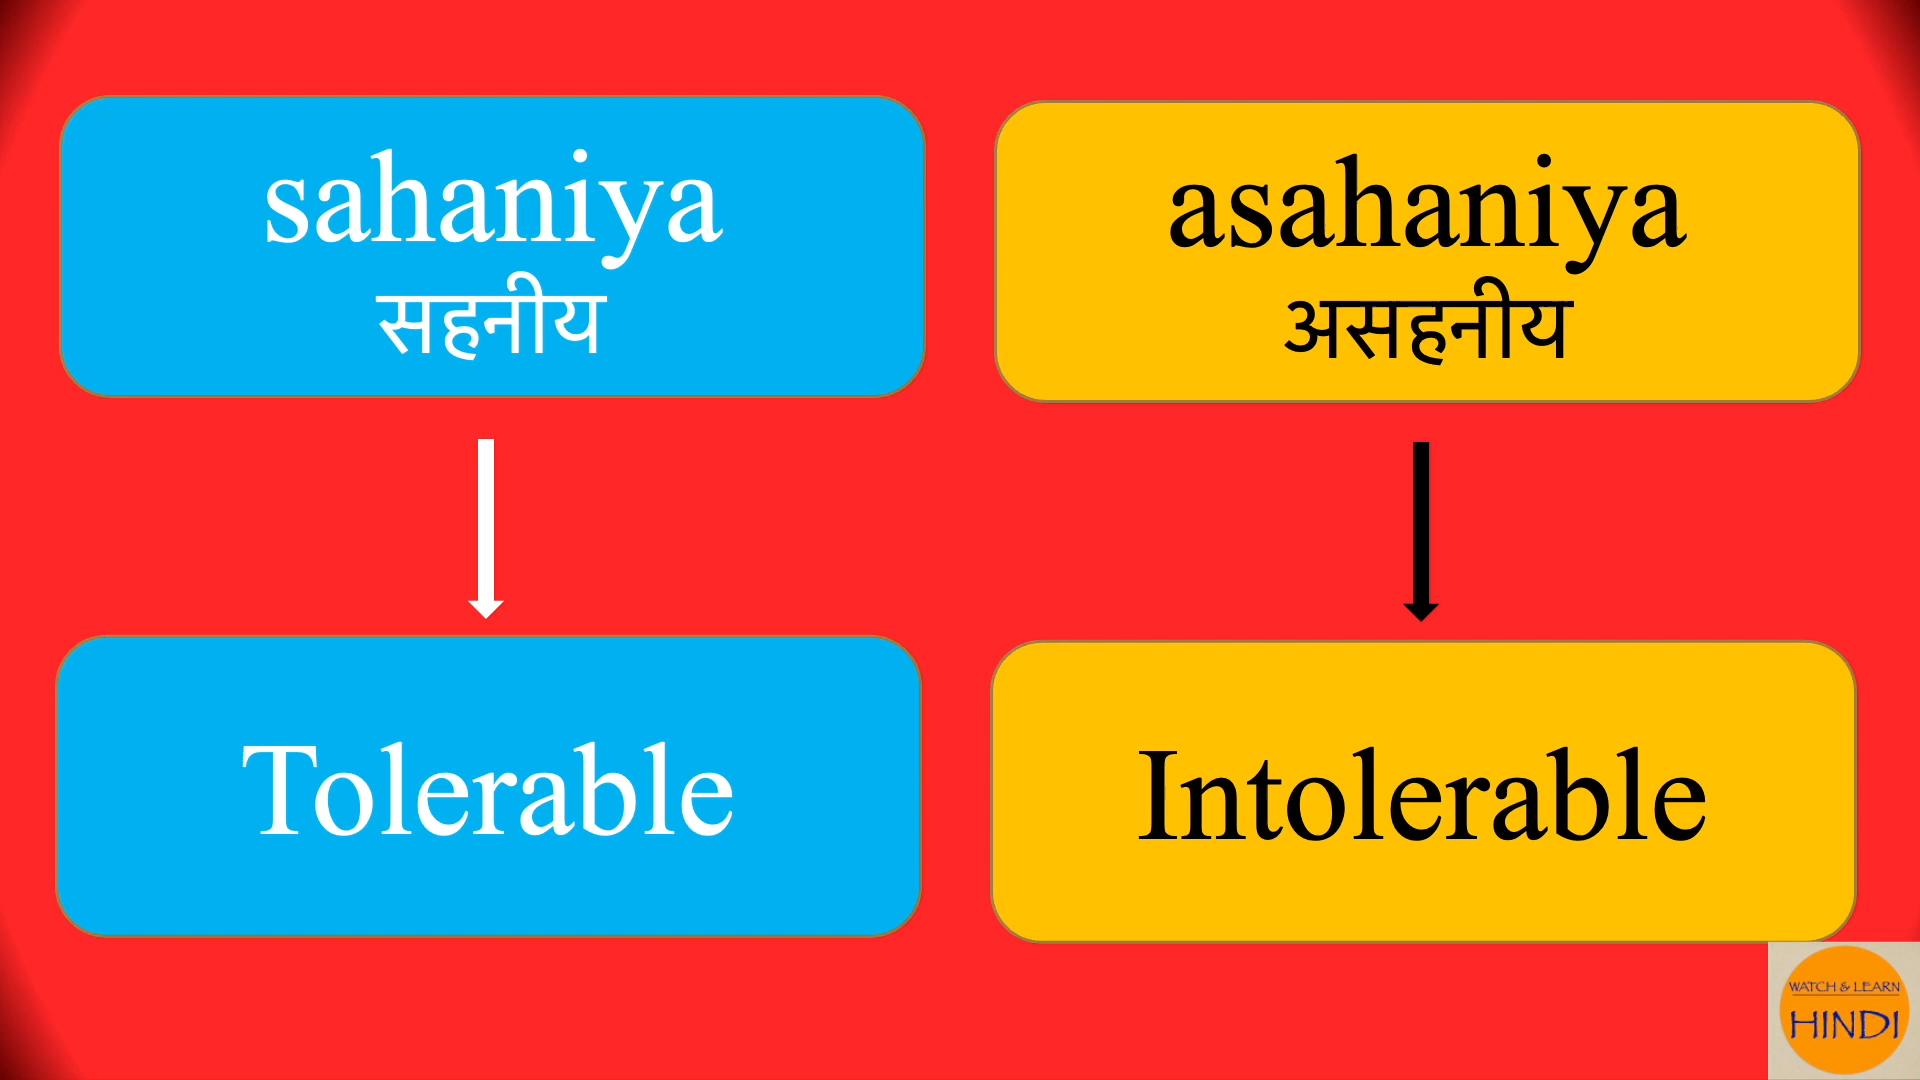 sahaniya
सहनीय
asahaniya
असहनीय
Tolerable
Intolerable
WATCH & LEARN
HINDI